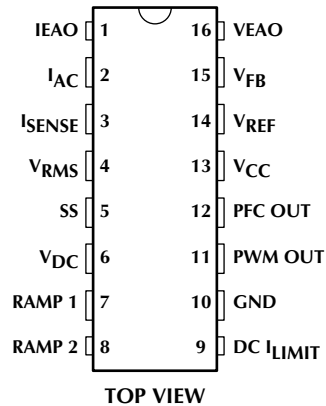 IEAO 1 16 VEAO
IAC 2 15 VFB
ISENSE 3 14 VREF
VRMS 4 13 VCC
SS 5 12 PFC OUT
VDC 6 11 PWM OUT
RAMP 1 7 10 GND
RAMP 2 8 9 DC ILIMIT
TOP VIEW